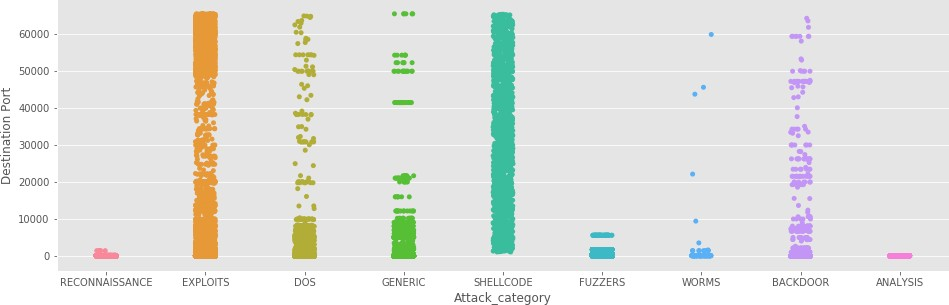 Destination Port
60000
50000
40000
30000
20000
10000
0
RECONNAISSANCE EXPLOITS DOS GENERIC SHELLCODE FUZZERS WORMS BACKDOOR ANALYSIS
Attack_category